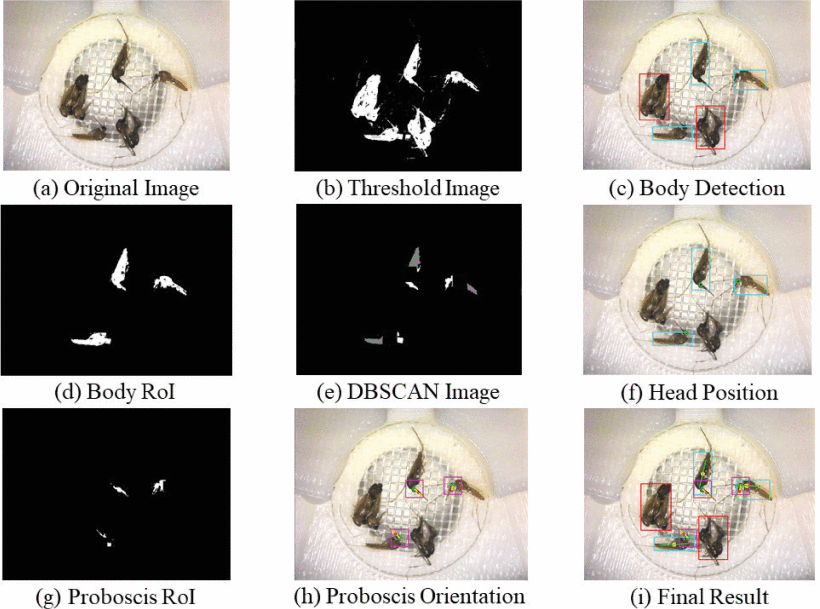 (a) Original Image
(b) Threshold Image
(c) Body Detection
(d) Body RoI
(e) DBSCAN Image
(f) Head Position
(g) Proboscis RoI
(h) Proboscis Orientation
(i) Final Result